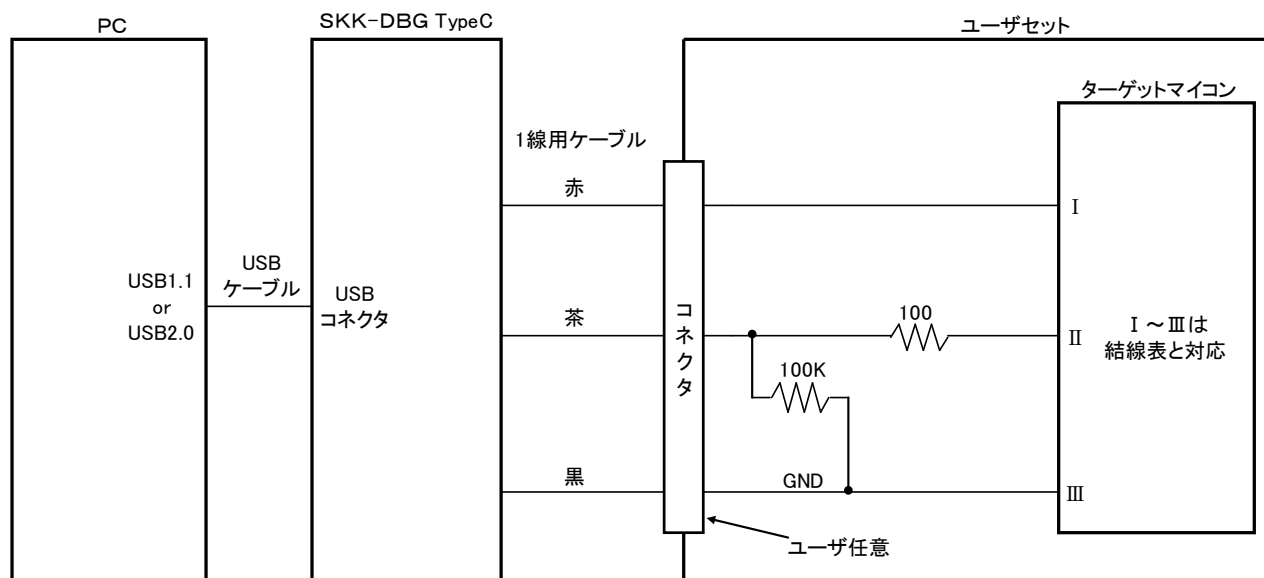 PC
SKK-DBG TypeC
ユーザセット
ターゲットマイコン
1線用ケーブル
赤
Ⅰ
USB1.1
or
USB2.0
USB
ケーブル
USB
コネクタ
茶
コネクタ
100
Ⅱ
Ⅰ～Ⅲは
結線表と対応
100K
黒
GND
Ⅲ
ユーザ任意